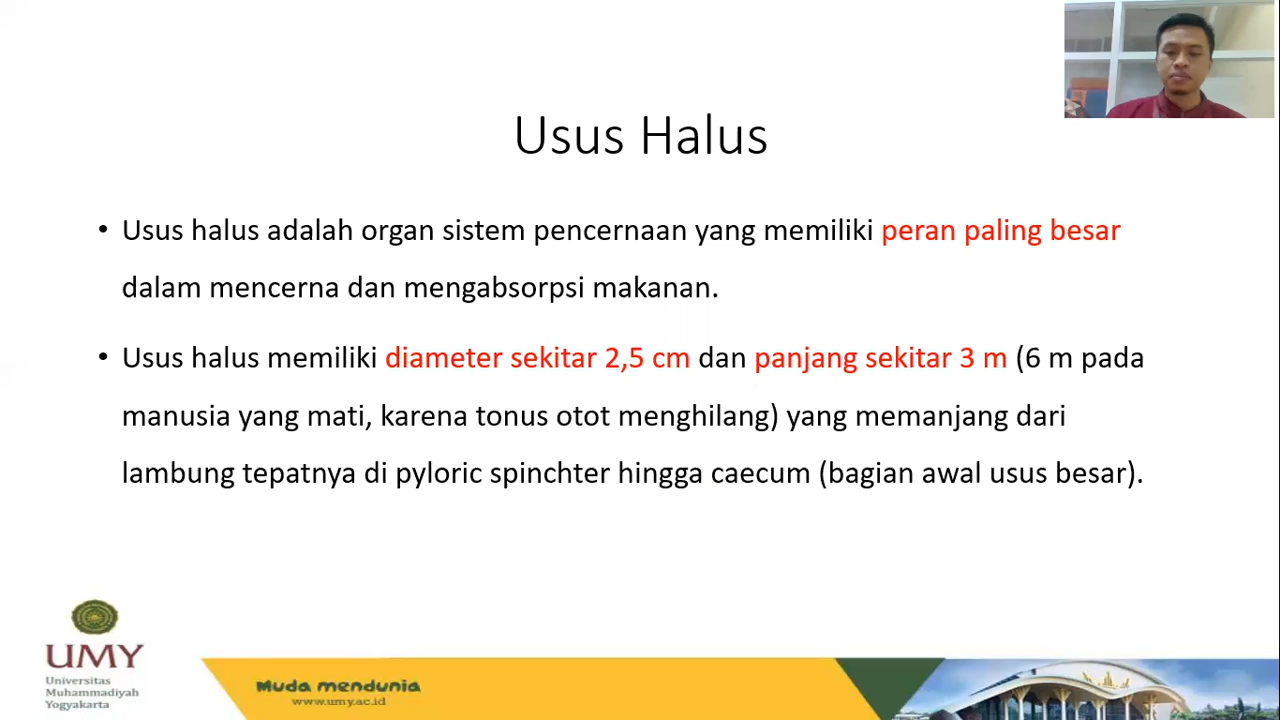 Usus Halus
• Usus halus adalah organ sistem pencernaan yang memiliki peran paling besar
dalam mencerna dan mengabsorpsi makanan.
• Usus halus memiliki diameter sekitar 2,5 cm dan panjang sekitar 3 m (6 m pada
manusia yang mati, karena tonus otot menghilang) yang memanjang dari
lambung tepatnya di pyloric spinchter hingga caecum (bagian awal usus besar).
UMY
Universitas
Muhammadiyah
Yogyakarta
Muda mendunia
www.umy.ac.id